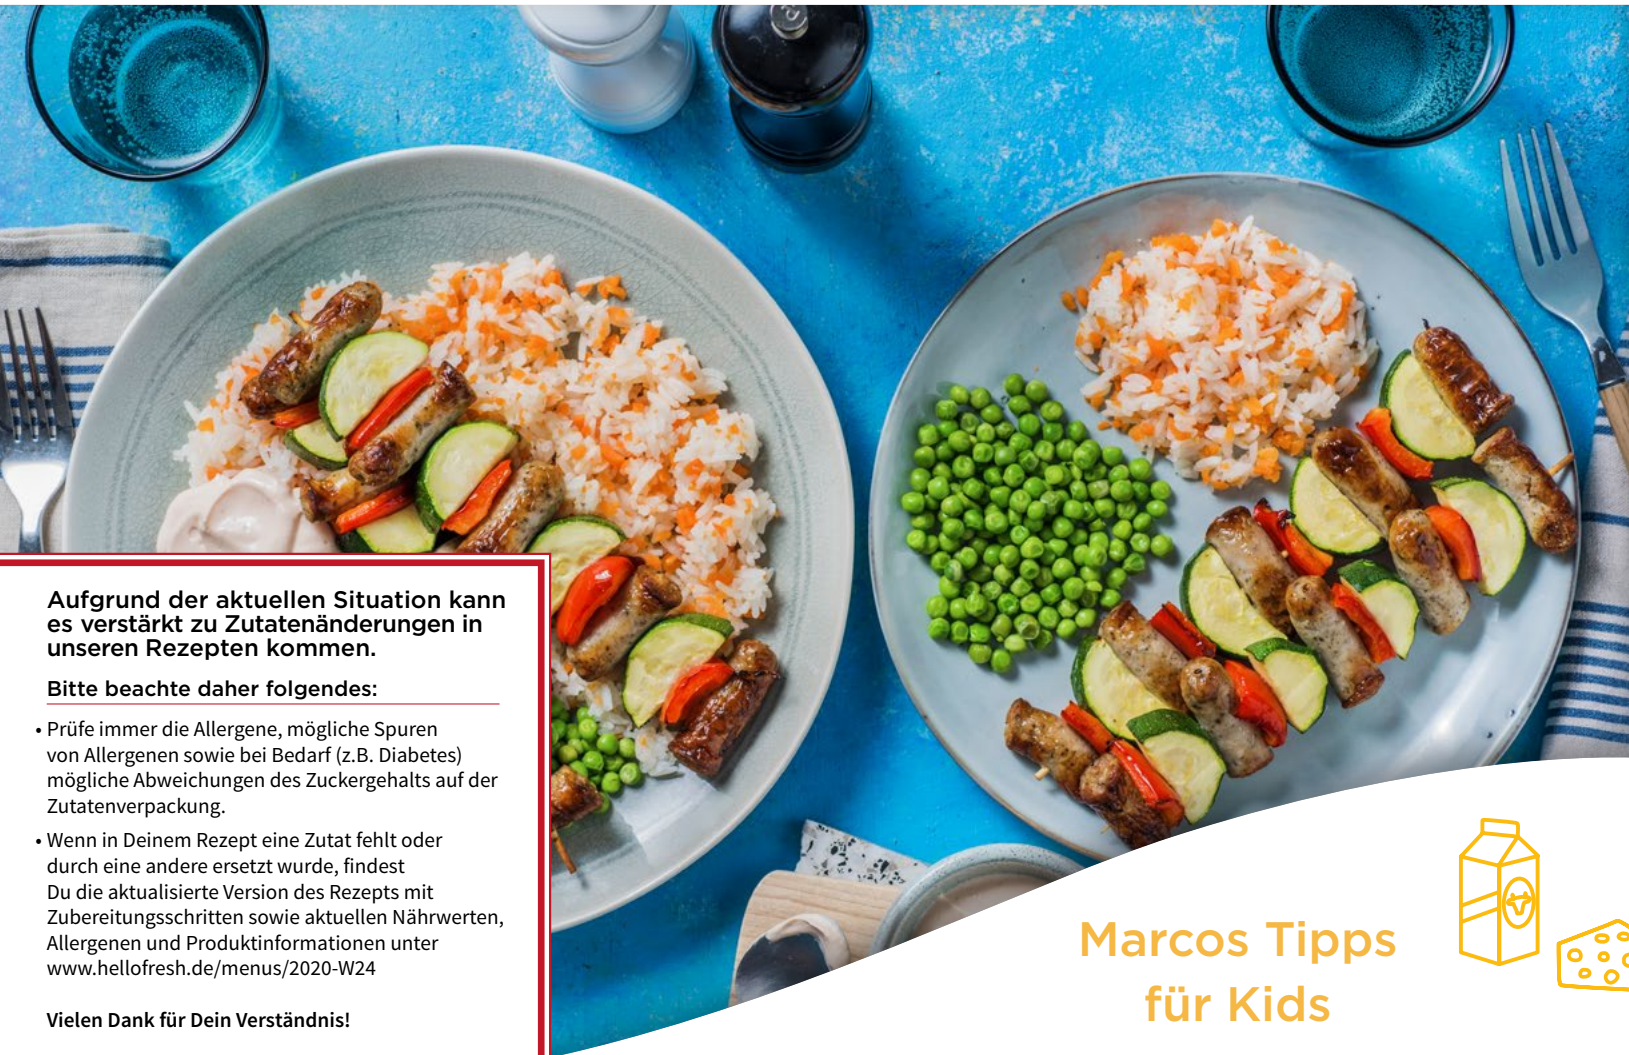 Aufgrund der aktuellen Situation kann
es verstärkt zu Zutatenänderungen in
unseren Rezepten kommen.
Bitte beachte daher folgendes:
• Prüfe immer die Allergene, mögliche Spuren
von Allergenen sowie bei Bedarf (z.B. Diabetes)
mögliche Abweichungen des Zuckergehalts auf der
Zutatenverpackung.
• Wenn in Deinem Rezept eine Zutat fehlt oder
durch eine andere ersetzt wurde, findest
Du die aktualisierte Version des Rezepts mit
Zubereitungsschritten sowie aktuellen Nährwerten,
Allergenen und Produktinformationen unter
www.hellofresh.de/menus/2020-W24
Vielen Dank für Dein Verständnis!
Marcos Tipps
für Kids